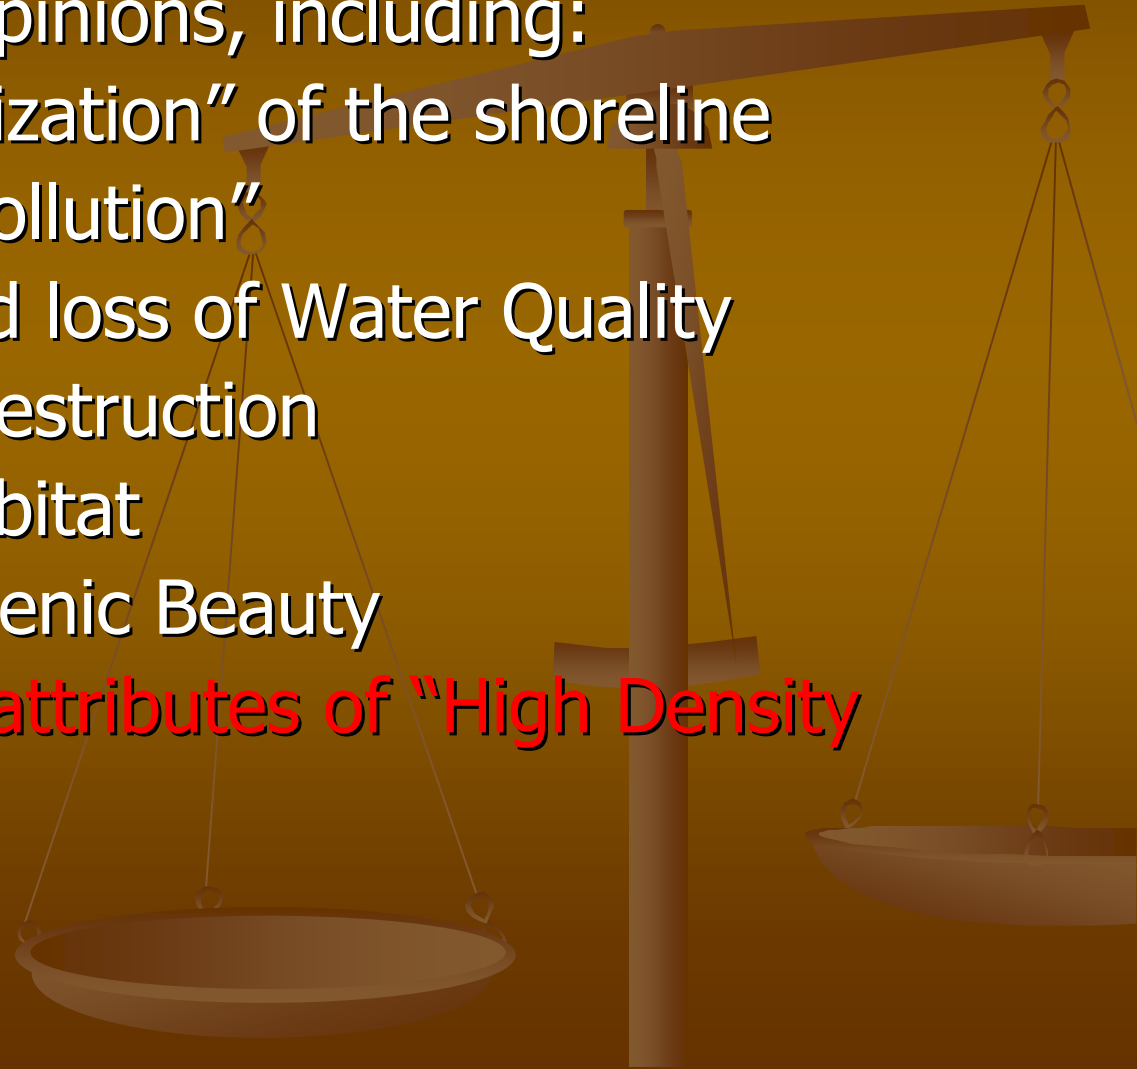 pinions, including:
ization” of the shoreline
ollution”
d loss of Water Quality
estruction
bitat
enic Beauty
attributes of “High Density